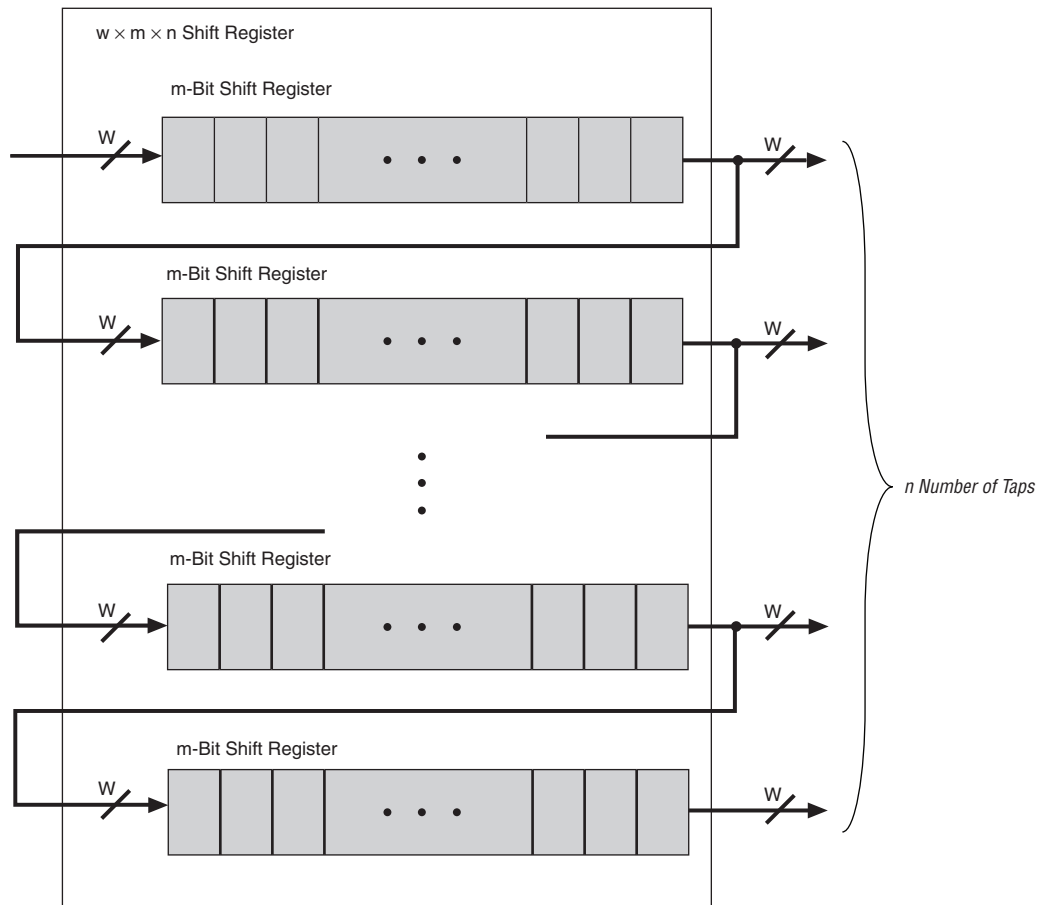 w × m × n Shift Register
m-Bit Shift Register
W
W
m-Bit Shift Register
W
W
n Number of Taps
m-Bit Shift Register
W
W
m-Bit Shift Register
W
W